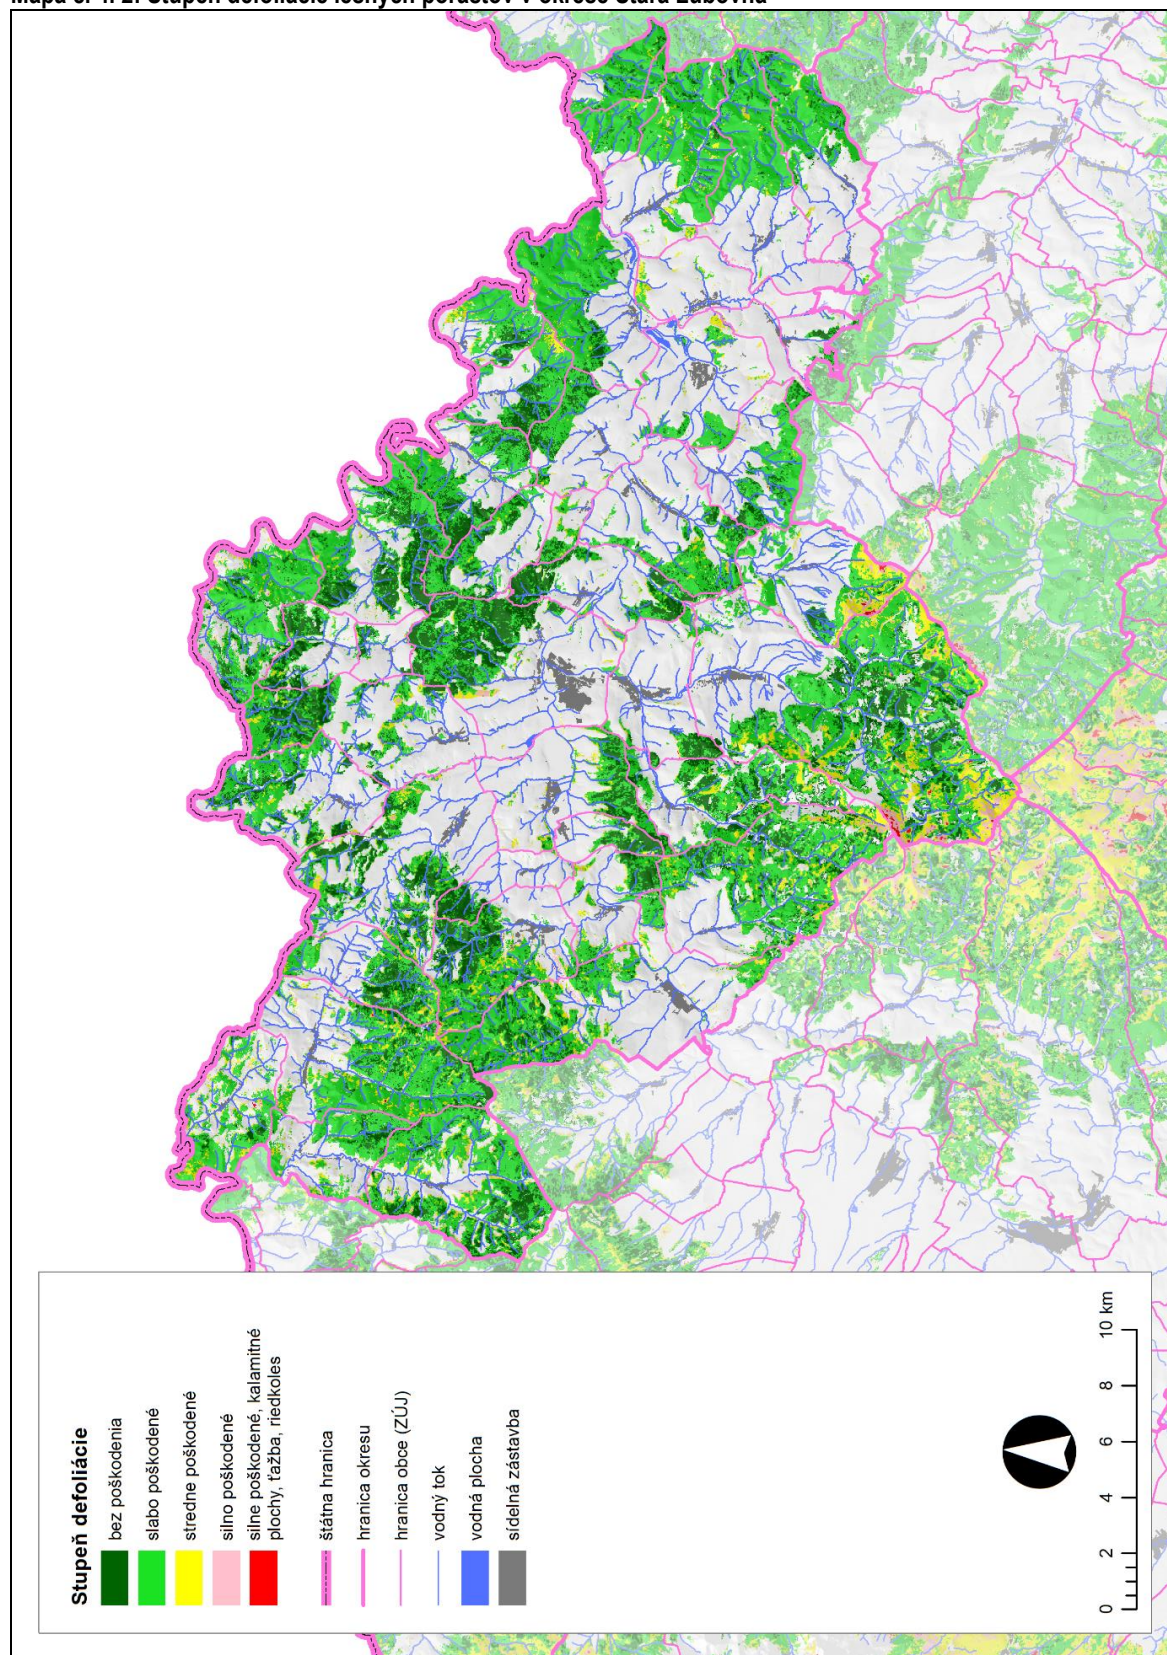 Stupeň defoliácie
bez poškodenia
slabo poškodené
stredne poškodené
silno poškodené
silne poškodené, kalamitné
plochy, ťažba, riedkoles
štátna hranica
hranica okresu
hranica obce (ZÚJ)
vodný tok
vodná plocha
sídelná zástavba
0 2 4 6 8 10 km